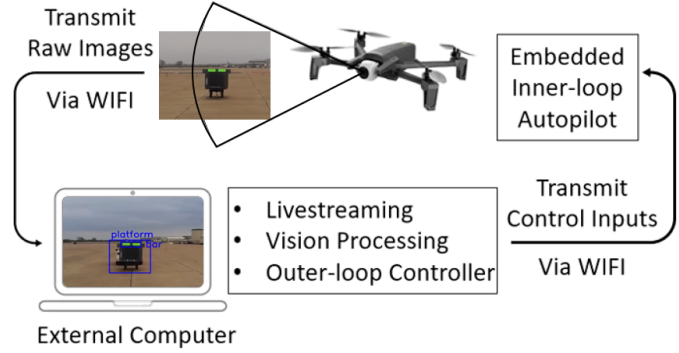 Transmit
Raw Images
Via WIFI
Embedded
Inner-loop
Autopilot
platform
bar
• Livestreaming
• Vision Processing
• Outer-loop Controller
Transmit
Control Inputs
Via WIFI
External Computer